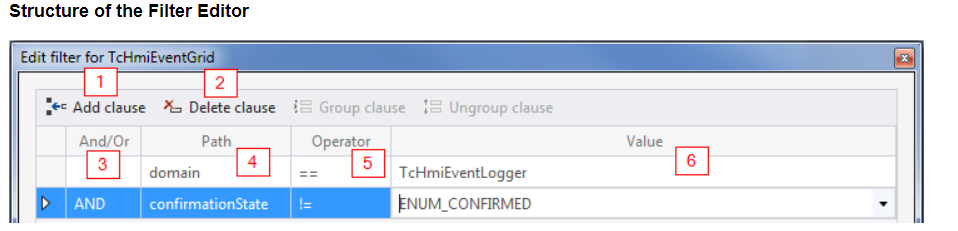 Structure of the Filter Editor
Edit filter for TcHmiEventGrid
1 2
Add clause Delete clause Group clause Ungroup clause
And/Or Path Operator Value
3 4 5 6
domain == TcHmiEventLogger
AND confirmationState != ENUM_CONFIRMED